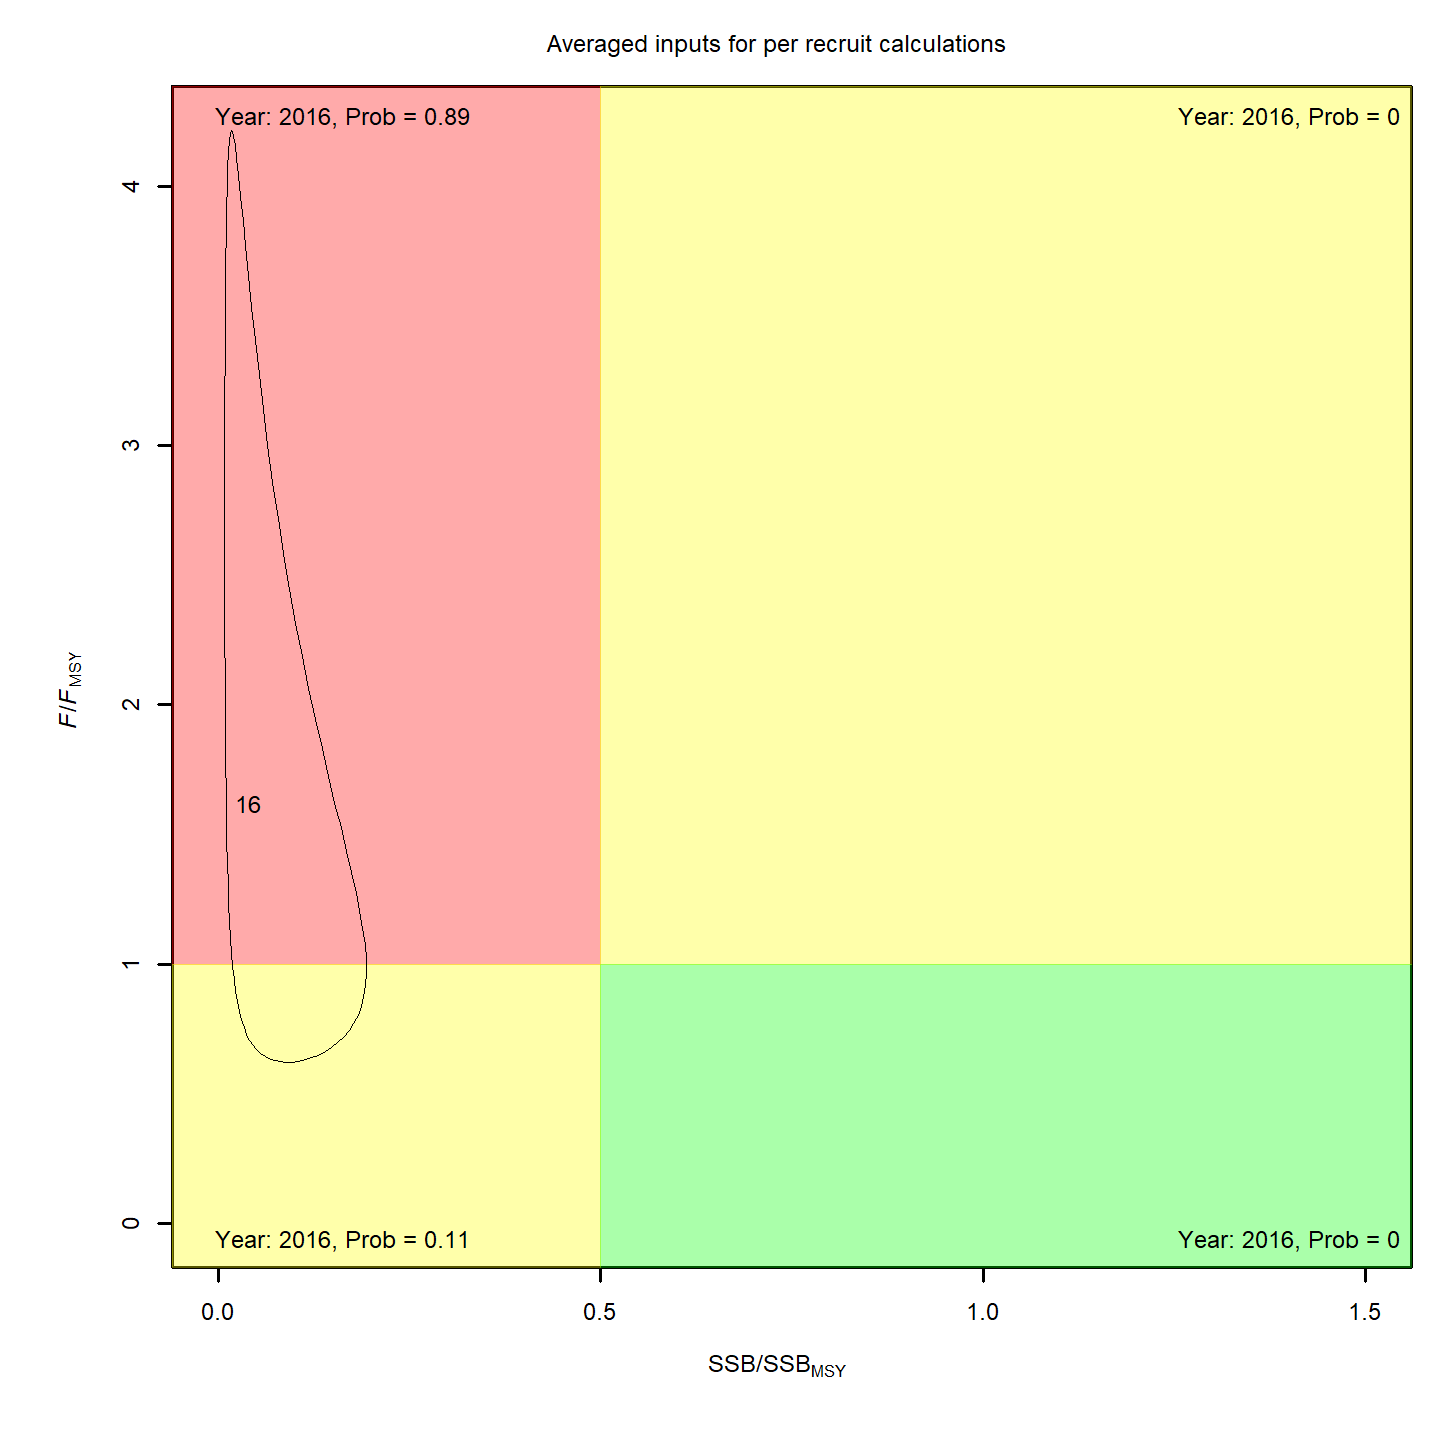 Averaged inputs for per recruit calculations
Year: 2016, Prob = 0.89
Year: 2016, Prob = 0
4
3
2
1
0
F/F_MSY
16
Year: 2016, Prob = 0.11
Year: 2016, Prob = 0
0.0
0.5
1.0
1.5
SSB/SSB_MSY